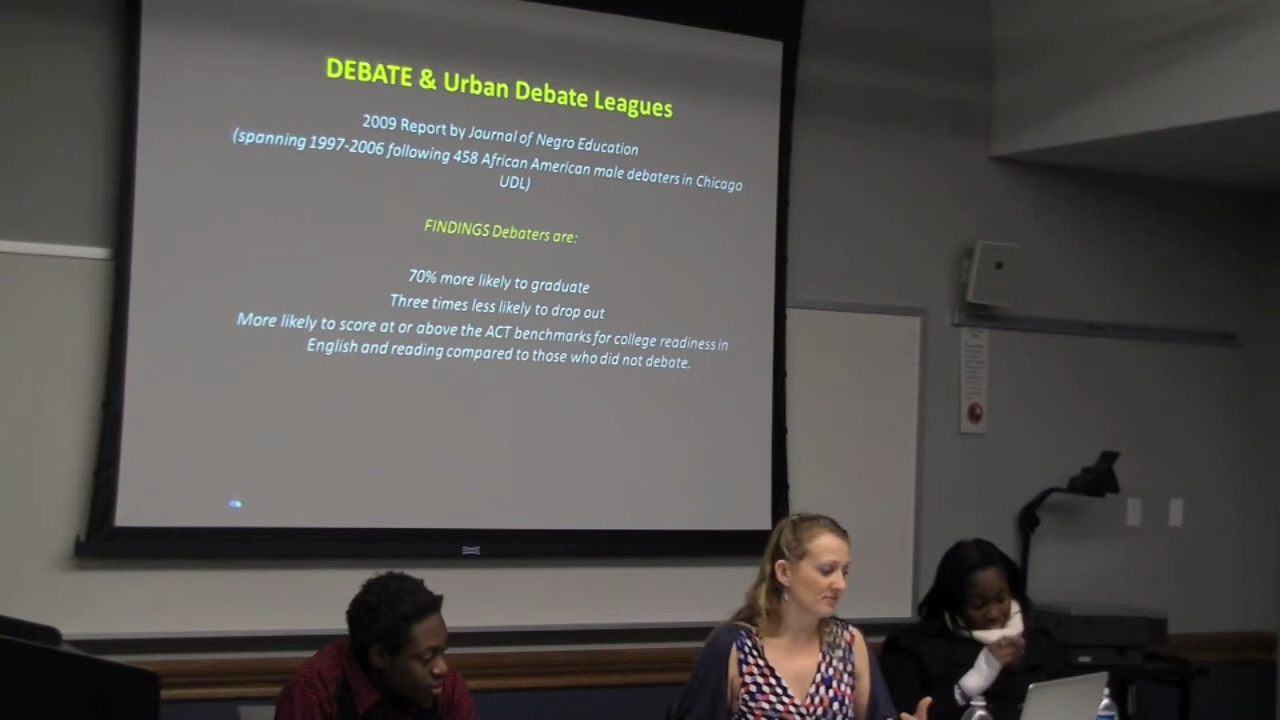 DEBATE & Urban Debate Leagues
2009 Report by Journal of Negro Education
(spanning 1997-2006 following 458 African American male debaters in Chicago
UDL)
FINDINGS Debaters are:
70% more likely to graduate
Three times less likely to drop out
More likely to score at or above the ACT benchmarks for college readiness in
English and reading compared to those who did not debate.